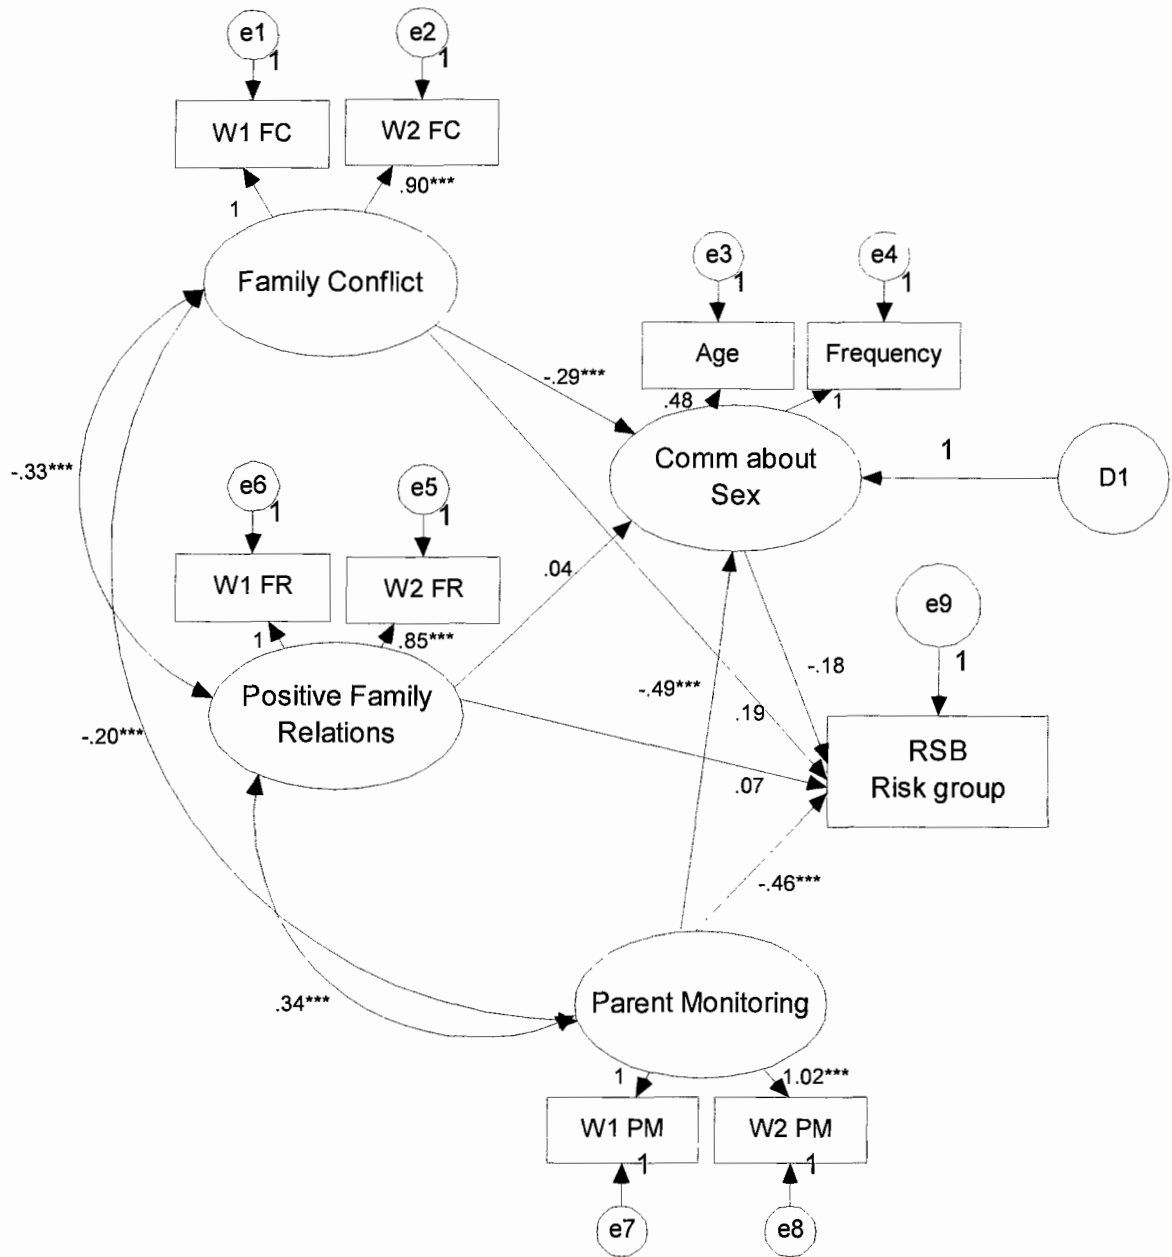 e1
1
e2
1
W1 FC
W2 FC
1
.90***
Family Conflict
e3
1
e4
1
Age
Frequency
-.29***
.48
1
Comm about
Sex
1
D1
-.33***
e6
1
e5
1
W1 FR
W2 FR
1
.85***
.04
Positive Family
Relations
e9
1
-.18
-.49***
.19
-.20***
RSB
Risk group
.07
-.46***
.34***
Parent Monitoring
1
1.02***
W1 PM
W2 PM
1
1
e7
e8